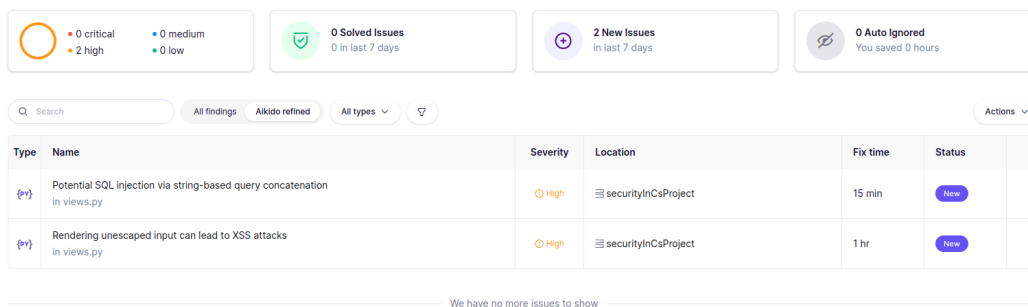 0 critical
0 medium
2 high
0 low
0 Solved Issues
0 in last 7 days
2 New Issues
in last 7 days
0 Auto Ignored
You saved 0 hours
Search
All findings
Aikido refined
All types
Actions
Type Name Severity Location Fix time Status
{PY} Potential SQL injection via string-based query concatenation High securityInCsProject 15 min New
in views.py
{PY} Rendering unescaped input can lead to XSS attacks High securityInCsProject 1 hr New
in views.py
We have no more issues to show